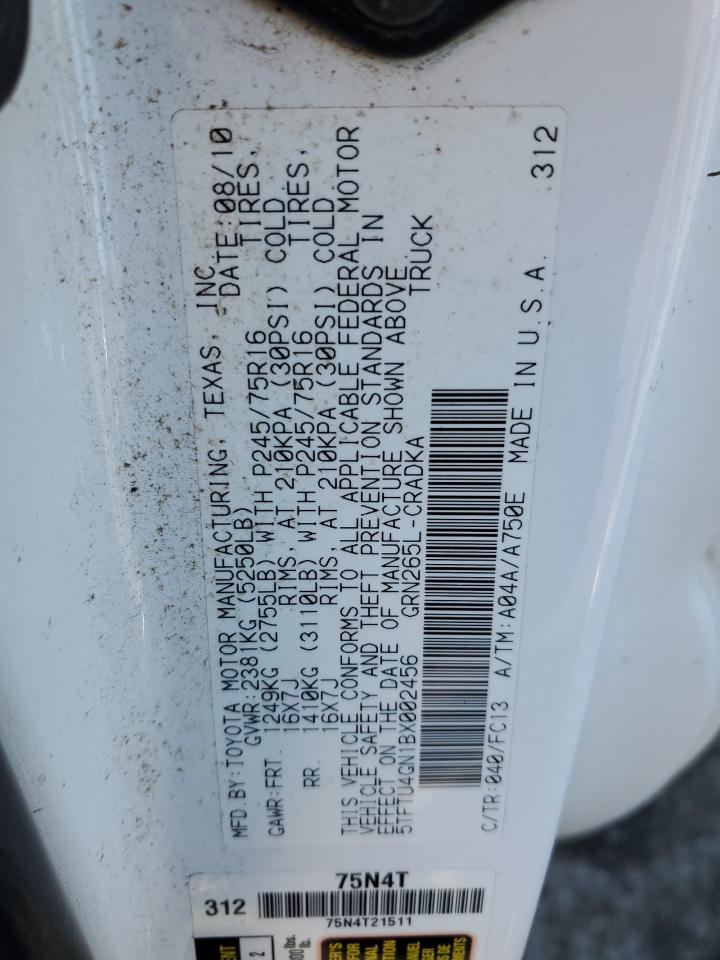 MFD.BY:TOYOTA MOTOR MANUFACTURING, TEXAS, INC.
GVWR:2381KG (5250LB) DATE:08/10
GAWR:FRT. 1249KG (2755LB) WITH P245/75R16 TIRES,
16X7J RIMS, AT 210KPA (30PSI) COLD
RR. 1410KG (3110LB) WITH P245/75R16 TIRES,
16X7J RIMS, AT 210KPA (30PSI) COLD
THIS VEHICLE CONFORMS TO ALL APPLICABLE FEDERAL MOTOR
VEHICLE SAFETY AND THEFT PREVENTION STANDARDS IN
EFFECT ON THE DATE OF MANUFACTURE SHOWN ABOVE.
5TFTU4GN1BX002456 GRN265L-CRADKA TRUCK
C/TR:040/FC13 A/TM:A04A/A750E MADE IN U.S.A. 312
75N4T
312
75N4T21511